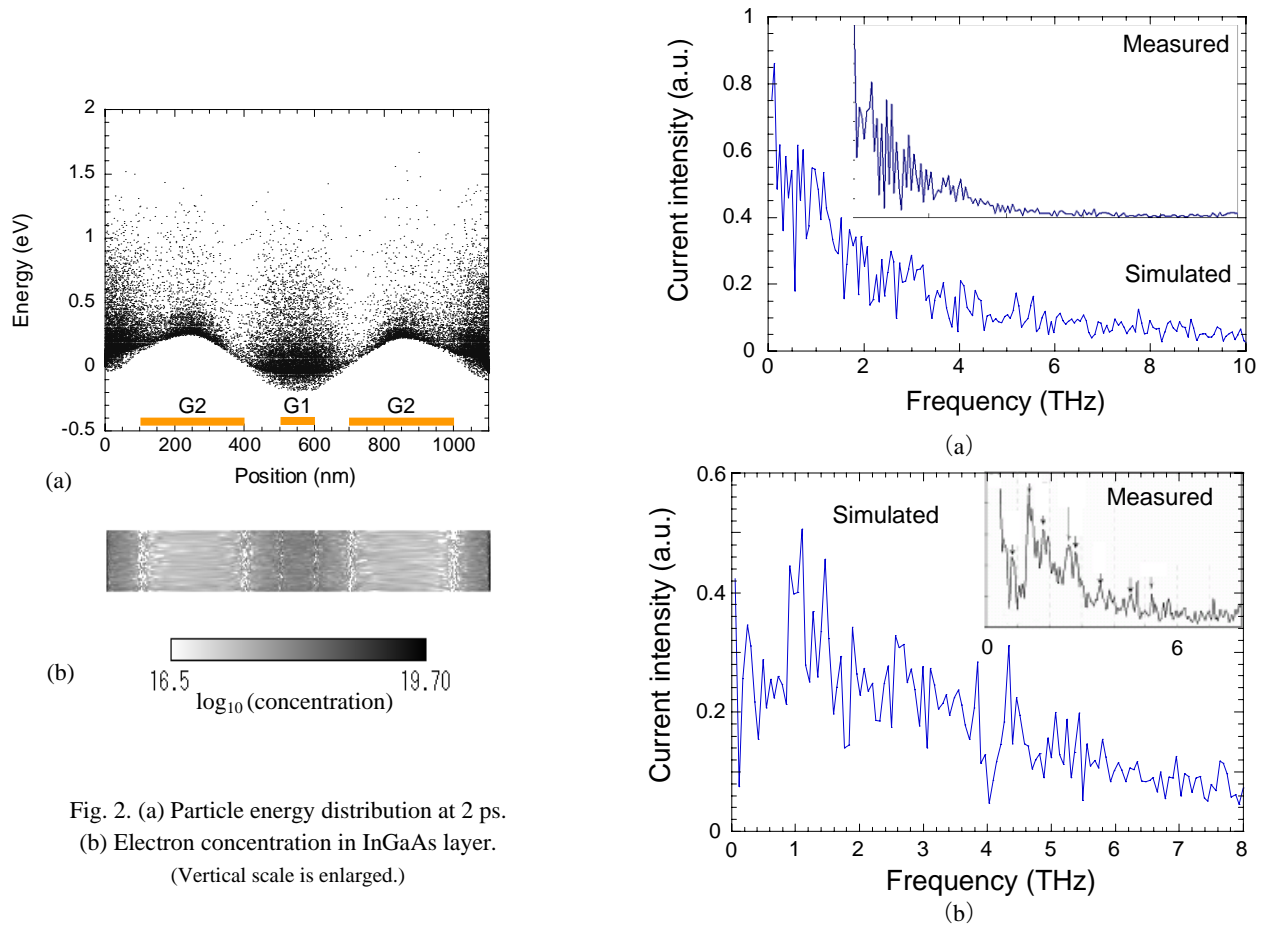 2
1.5
1
0.5
0
-0.5
Energy (eV)
G2
G1
G2
0 200 400 600 800 1000
Position (nm)
(a)
(b)
16.5
19.70
log10 (concentration)
Fig. 2. (a) Particle energy distribution at 2 ps.
(b) Electron concentration in InGaAs layer.
(Vertical scale is enlarged.)
1
0.8
0.6
0.4
0.2
0
Current intensity (a.u.)
Measured
Simulated
0 2 4 6 8 10
Frequency (THz)
(a)
0.6
0.4
0.2
0
Current intensity (a.u.)
Simulated
Measured
0 6
0 1 2 3 4 5 6 7 8
Frequency (THz)
(b)